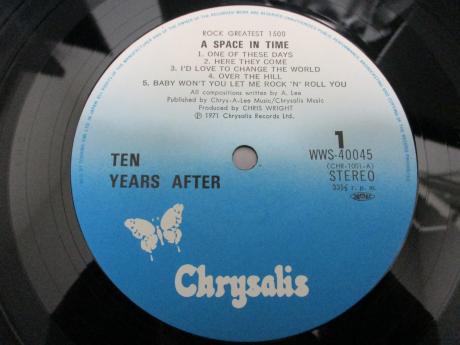 ROCK GREATEST 1500
A SPACE IN TIME
1. ONE OF THESE DAYS
2. HERE THEY COME
3. I'D LOVE TO CHANGE THE WORLD
4. OVER THE HILL
5. BABY WON'T YOU LET ME ROCK 'N' ROLL YOU
All compositions written by A. Lee
Published by Chrys-A-Lee Music/Chrysalis Music
Produced by CHRIS WRIGHT
Ⓟ 1971 Chrysalis Records Ltd.
TEN
YEARS AFTER
1
WWS-40045
(CHR-1001-A)
STEREO
33⅓ r. p. m.
Chrysalis